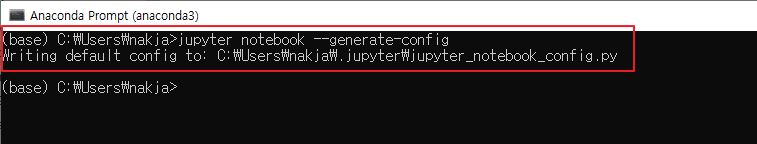 Anaconda Prompt (anaconda3)
(base) C:₩Users₩nakja>jupyter notebook --generate-config
Writing default config to: C:₩Users₩nakja₩.jupyter₩jupyter_notebook_config.py
(base) C:₩Users₩nakja>